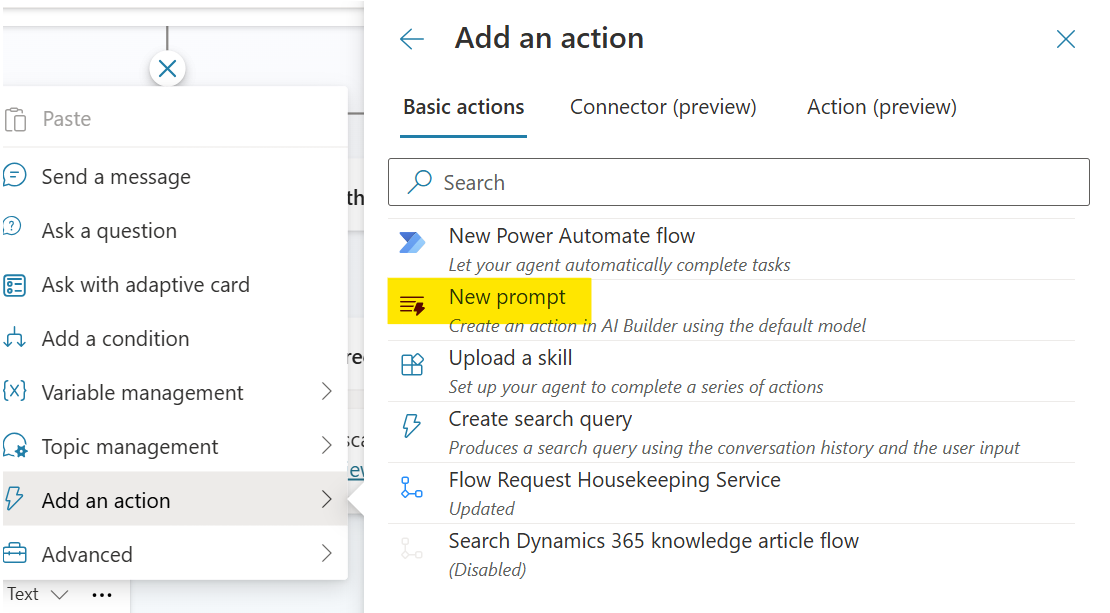 Paste
Send a message
Ask a question
Ask with adaptive card
Add a condition
Variable management
Topic management
Add an action
Advanced
Text
th
Add an action
Basic actions
Connector (preview)
Action (preview)
Search
New Power Automate flow
Let your agent automatically complete tasks
New prompt
Create an action in AI Builder using the default model
Upload a skill
Set up your agent to complete a series of actions
Create search query
Produces a search query using the conversation history and the user input
Flow Request Housekeeping Service
Updated
Search Dynamics 365 knowledge article flow
(Disabled)